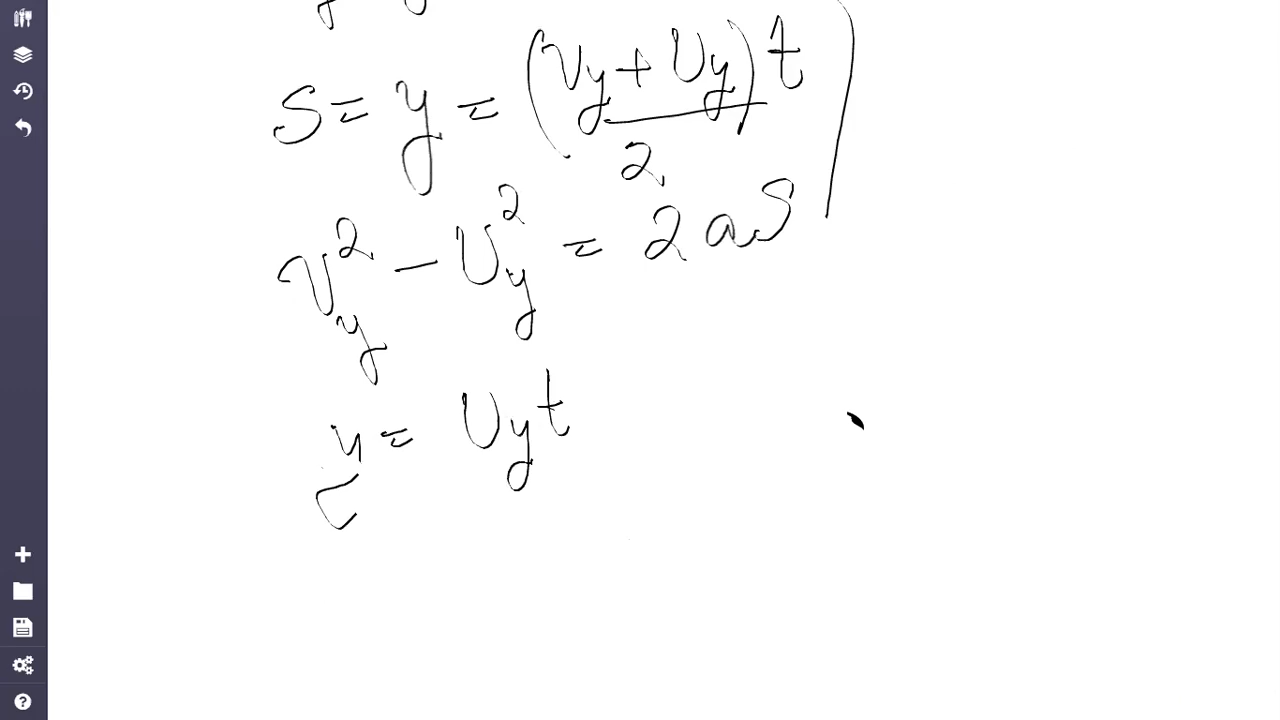 S = y = (Vy + Uy) t / 2
Vy² - Uy² = 2aS
y = Uyt